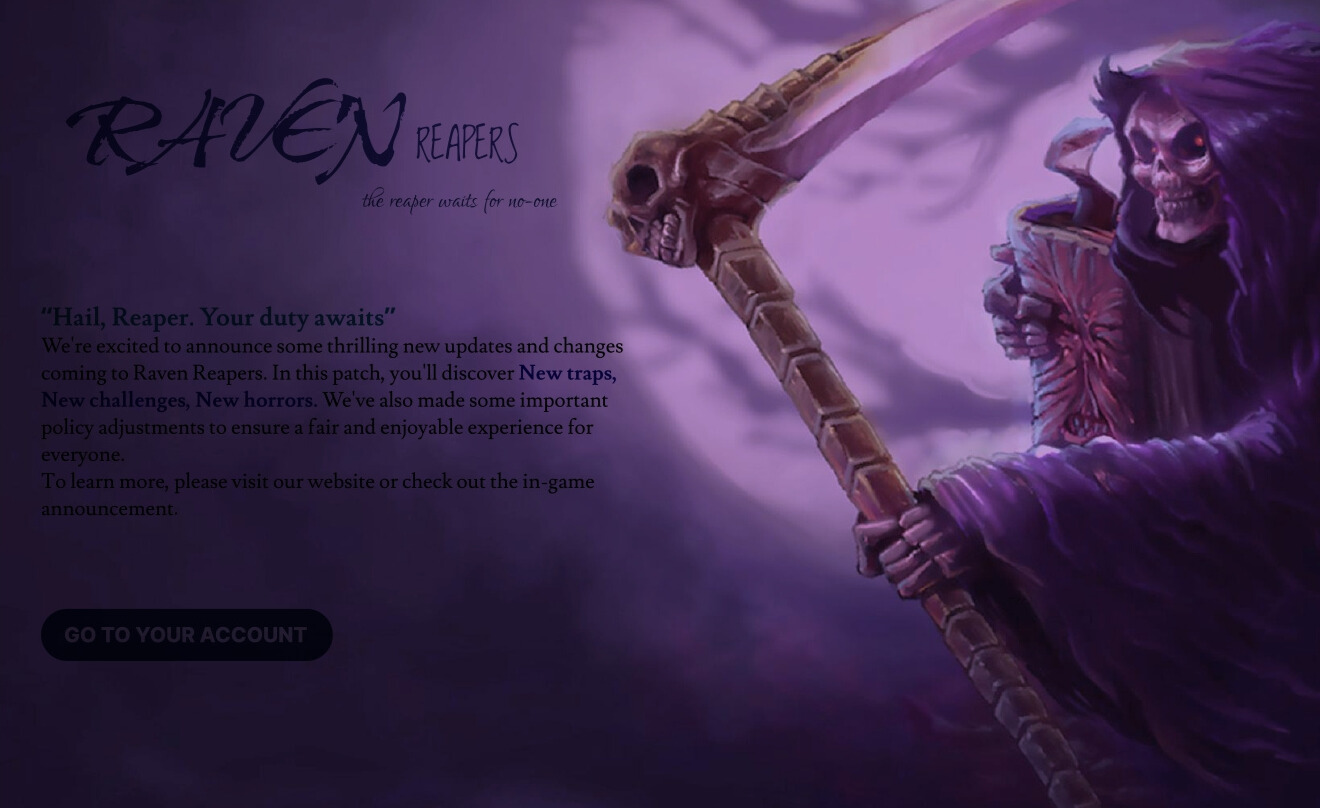 RAVEN REAPERS
the reaper waits for no-one
"Hail, Reaper. Your duty awaits"
We're excited to announce some thrilling new updates and changes
coming to Raven Reapers. In this patch, you'll discover New traps,
New challenges, New horrors. We've also made some important
policy adjustments to ensure a fair and enjoyable experience for
everyone.
To learn more, please visit our website or check out the in-game
announcement.
GO TO YOUR ACCOUNT